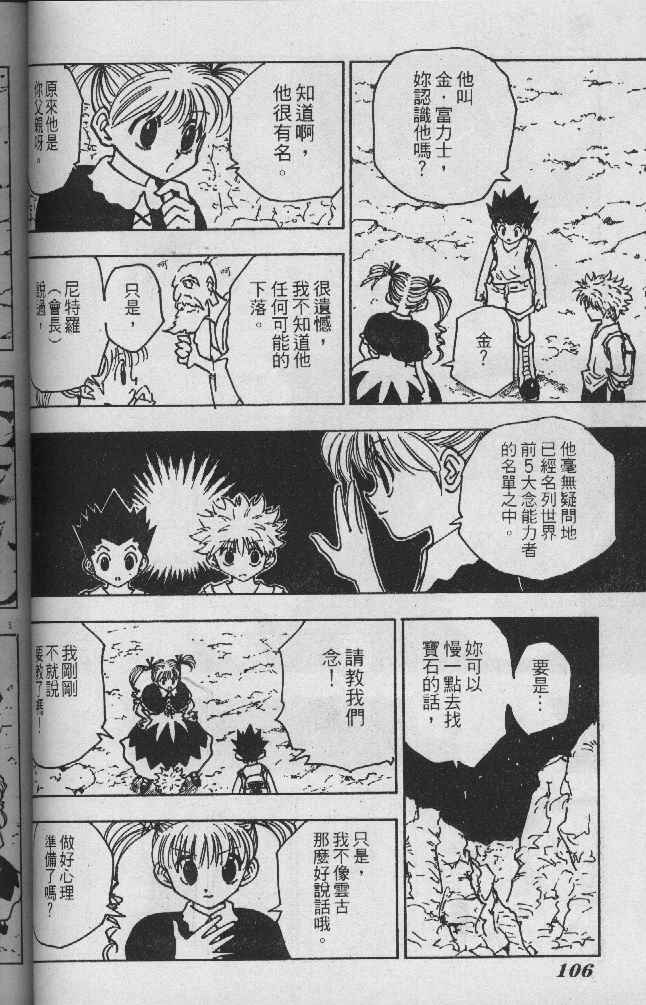 他叫
金·富力士，
妳認識他嗎？
金？
知道啊，
他很有名。
原來他是
你父親呀。
很遺憾，
我不知道他
任何可能的
下落。
只是，
尼特羅
（會長）
說過，
他毫無疑問地
已經名列世界
前5大念能力者
的名單之中。
要是…
妳可以
慢一點去找
寶石的話，
請教我們
念！
我剛剛
不就說
要教了嗎！
只是，
我不像雲古
那麼好說話哦。
做好心理
準備了嗎？
106